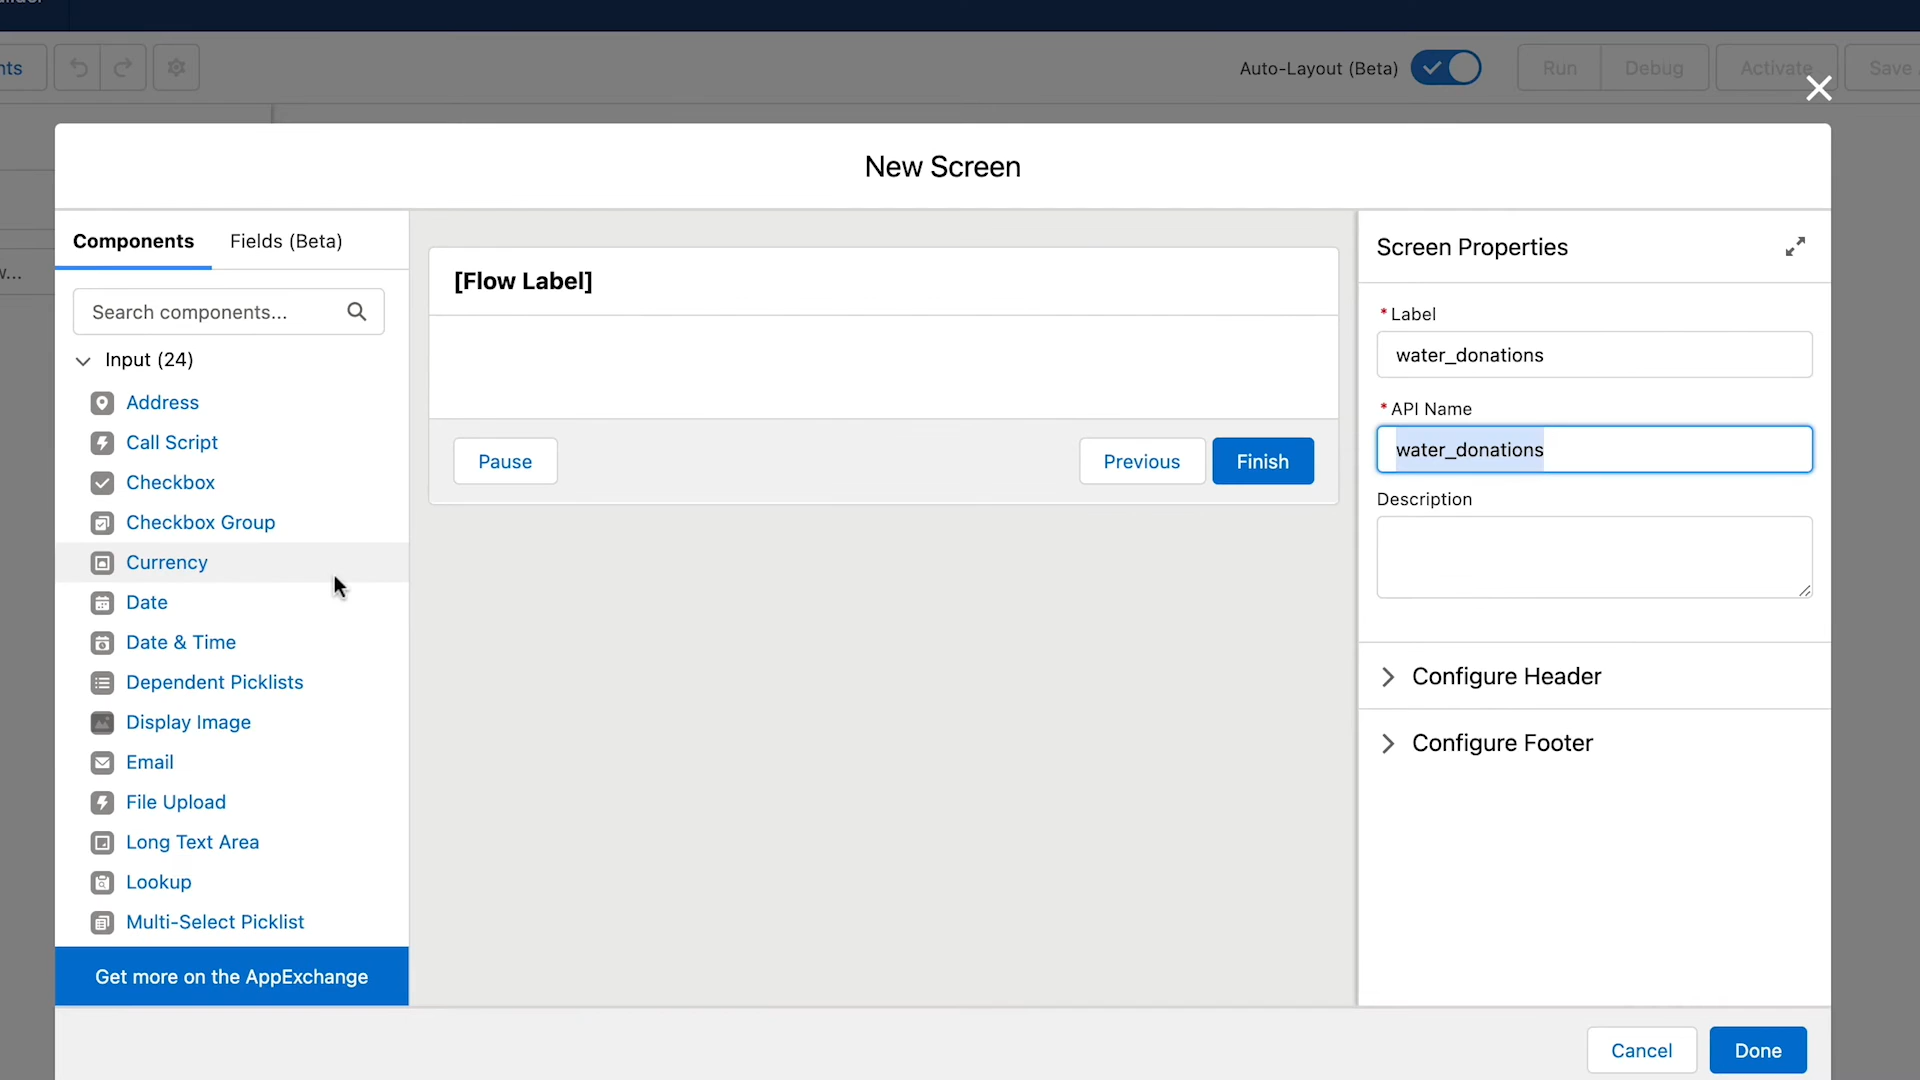 nts
Auto-Layout (Beta)
Run
Debug
Activate
Save
New Screen
Components
Fields (Beta)
Search components...
Input (24)
Address
Call Script
Checkbox
Checkbox Group
Currency
Date
Date & Time
Dependent Picklists
Display Image
Email
File Upload
Long Text Area
Lookup
Multi-Select Picklist
Get more on the AppExchange
[Flow Label]
Pause
Previous
Finish
Screen Properties
* Label
water_donations
* API Name
water_donations
Description
Configure Header
Configure Footer
Cancel
Done